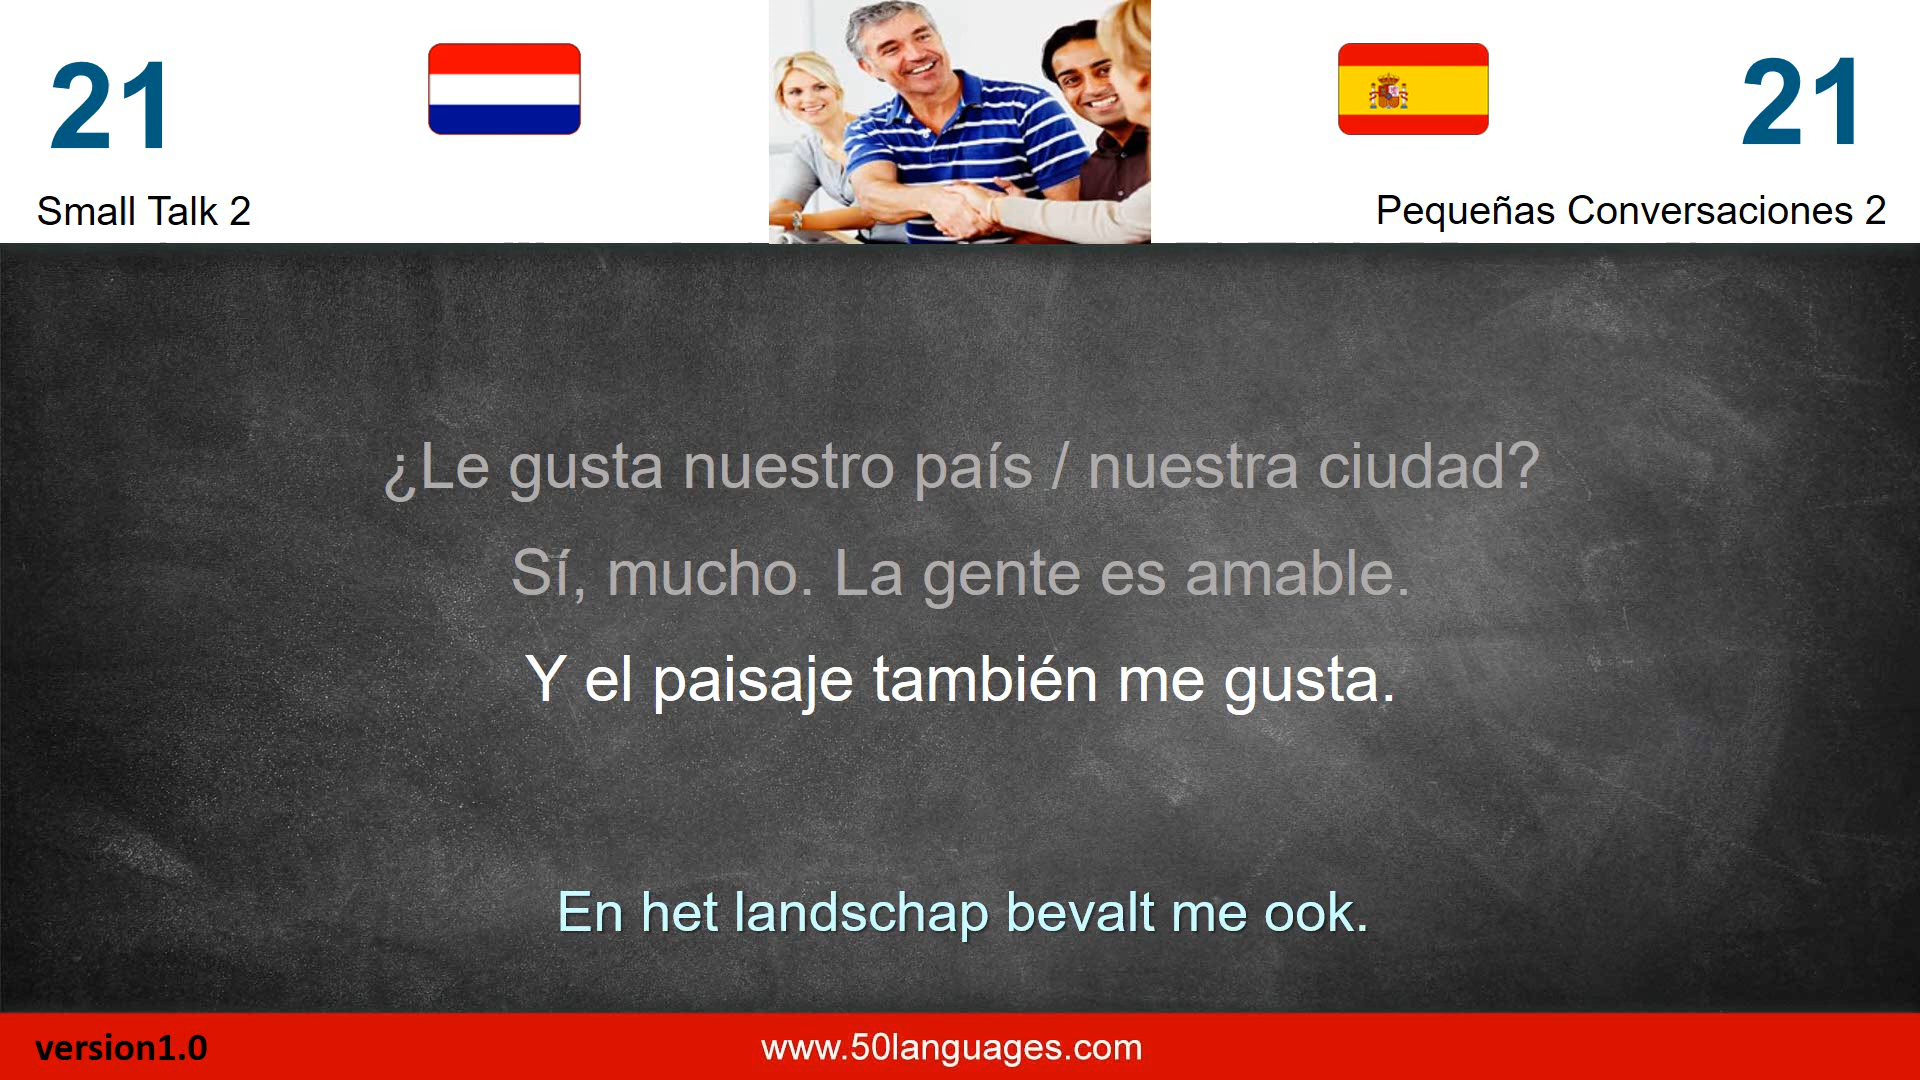 21
21
Small Talk 2
Pequeñas Conversaciones 2
¿Le gusta nuestro país / nuestra ciudad?
Sí, mucho. La gente es amable.
Y el paisaje también me gusta.
En het landschap bevalt me ook.
version1.0
www.50languages.com